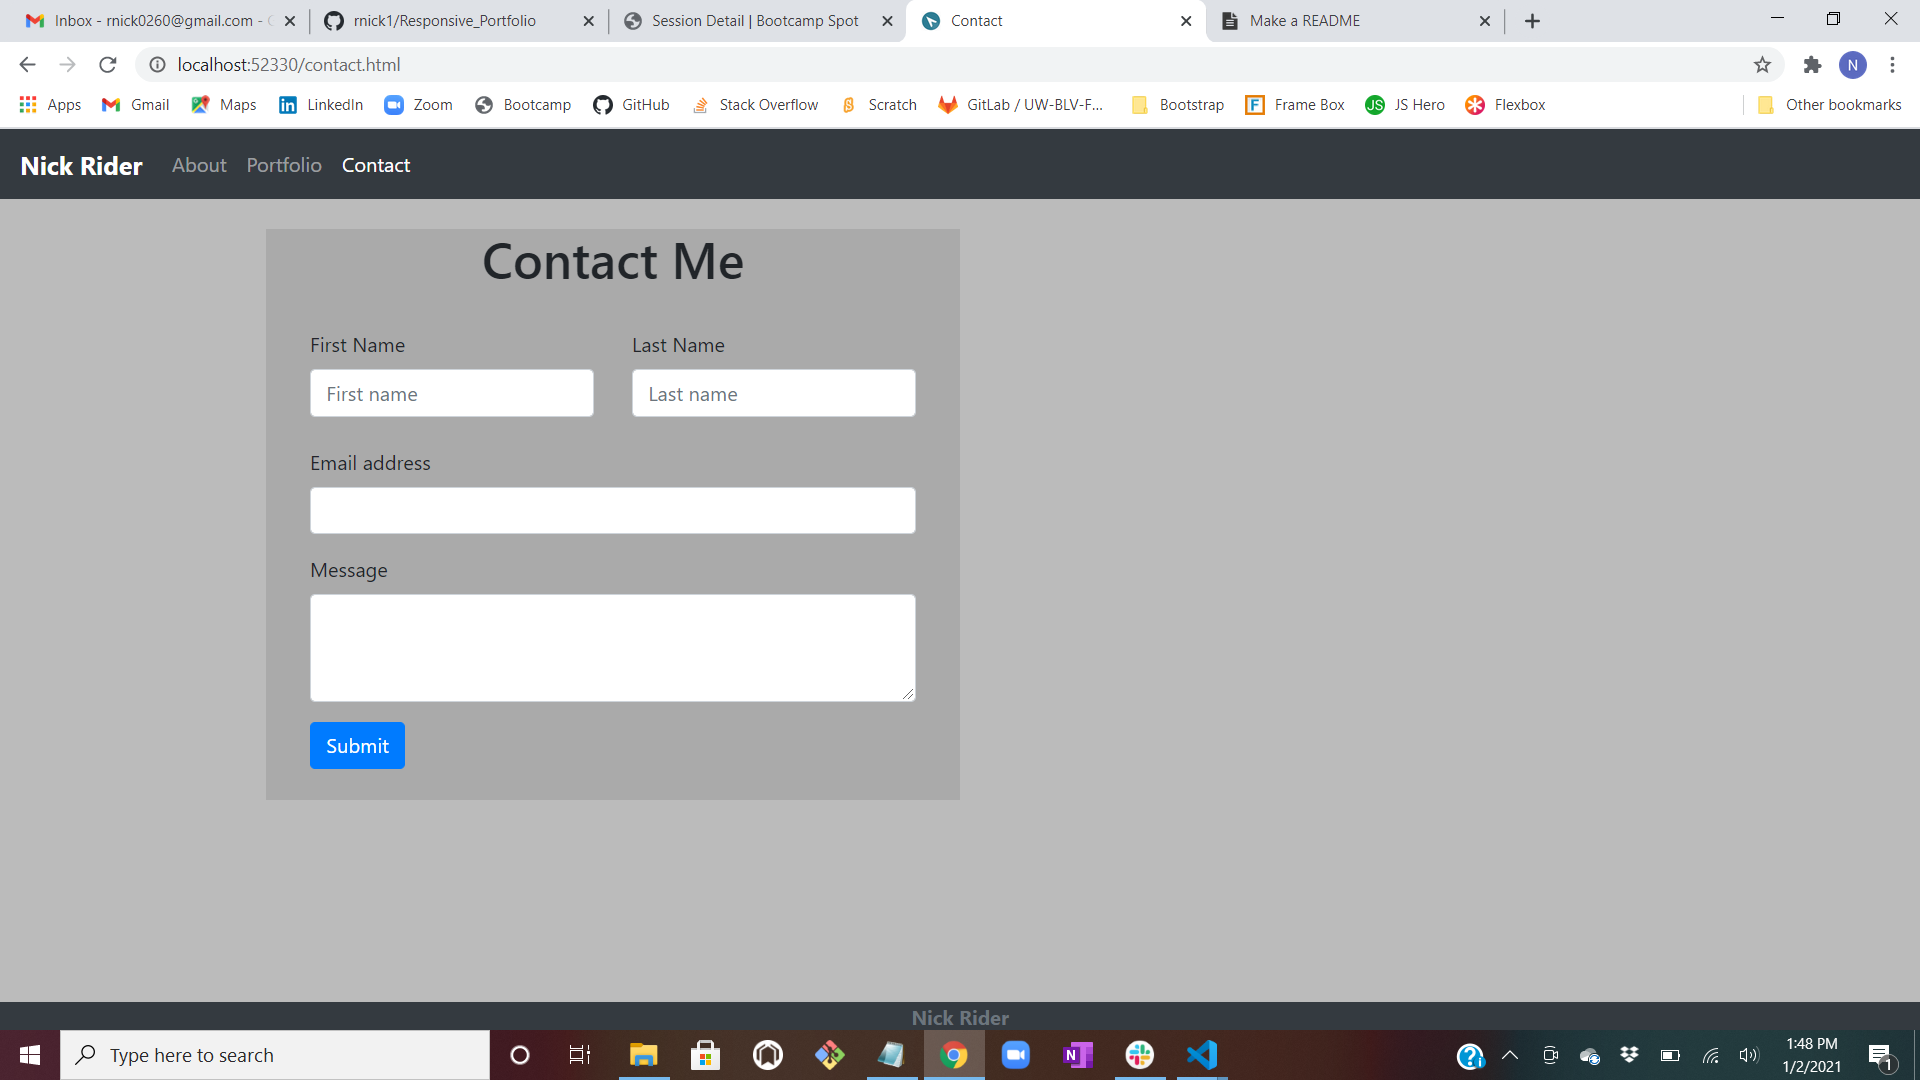 Inbox - rnick0260@gmail.com -
rnick1/Responsive_Portfolio
Session Detail | Bootcamp Spot
Contact
Make a README
localhost:52330/contact.html
N
Apps
Gmail
Maps
LinkedIn
Zoom
Bootcamp
GitHub
Stack Overflow
Scratch
GitLab / UW-BLV-F...
Bootstrap
F
Frame Box
JS
JS Hero
Flexbox
Other bookmarks
Nick Rider
About
Portfolio
Contact
Contact Me
First Name
Last Name
First name
Last name
Email address
Message
Submit
Nick Rider
Type here to search
N
1:48 PM
1/2/2021
1